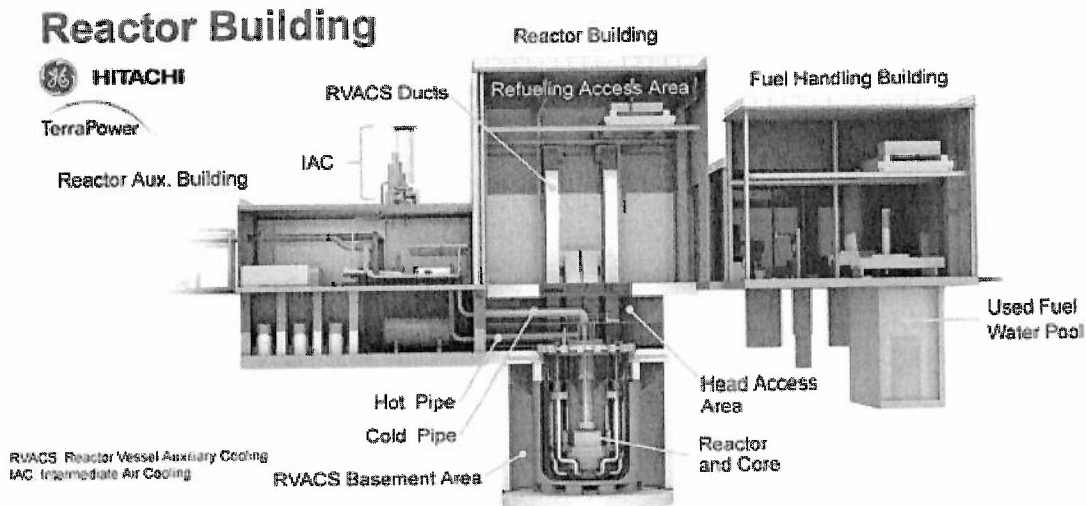 Reactor Building
GE HITACHI
TerraPower
Reactor Building
RVACS Ducts
Refueling Access Area
Fuel Handling Building
IAC
Reactor Aux. Building
Used Fuel
Water Pool
Hot Pipe
Cold Pipe
Head Access
Area
Reactor
and Core
RVACS Basement Area
RVACS Reactor Vessel Auxiliary Cooling
IAC Intermediate Air Cooling